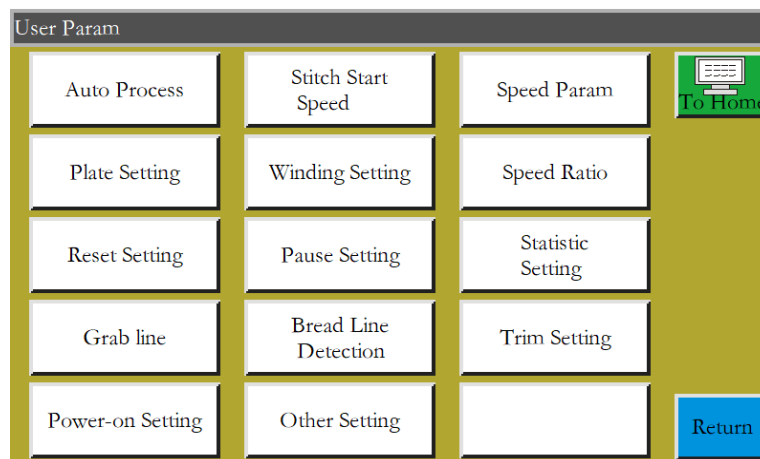 User Param
Auto Process
Stitch Start
Speed
Speed Param
To Home
Plate Setting
Winding Setting
Speed Ratio
Reset Setting
Pause Setting
Statistic
Setting
Grab line
Bread Line
Detection
Trim Setting
Power-on Setting
Other Setting
Return